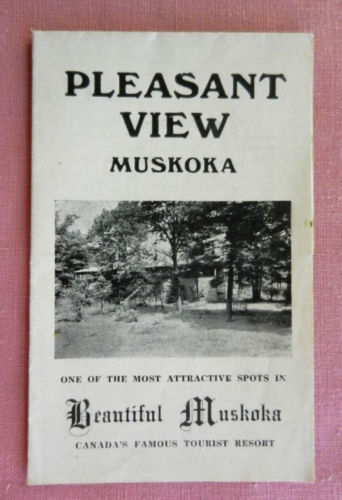 PLEASANT
VIEW
MUSKOKA
ONE OF THE MOST ATTRACTIVE SPOTS IN
Beautiful Muskoka
CANADA'S FAMOUS TOURIST RESORT